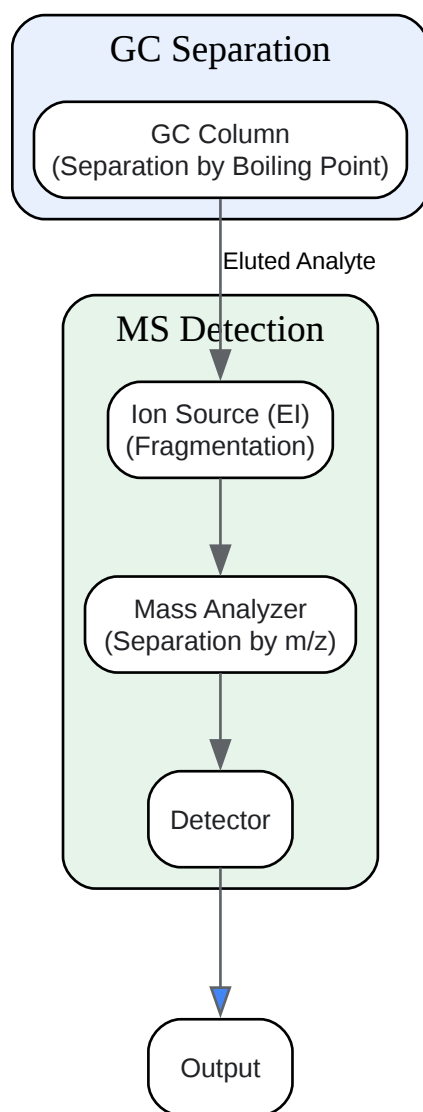 GC Separation
GC Column
(Separation by Boiling Point)
Eluted Analyte
MS Detection
Ion Source (EI)
(Fragmentation)
Mass Analyzer
(Separation by m/z)
Detector
Output